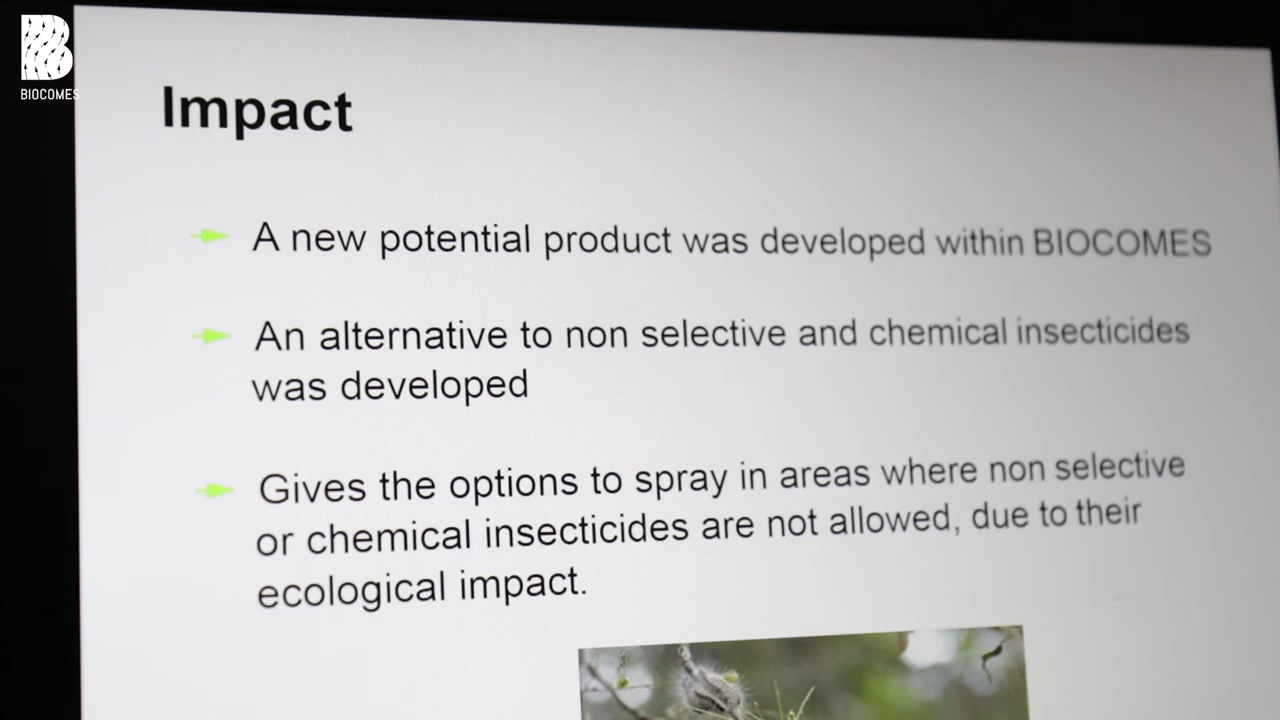 BIOCOMES
Impact
A new potential product was developed within BIOCOMES
An alternative to non selective and chemical insecticides
was developed
Gives the options to spray in areas where non selective
or chemical insecticides are not allowed, due to their
ecological impact.